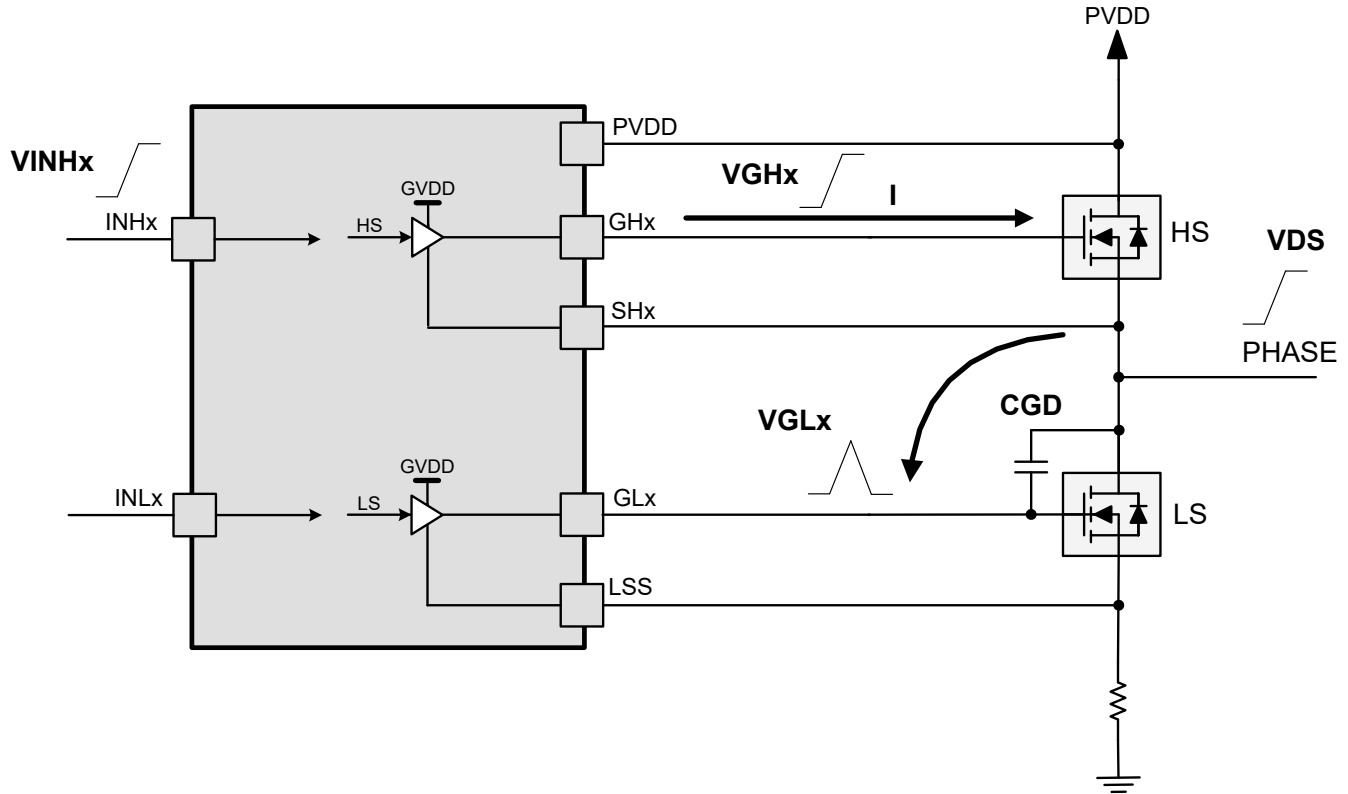 PVDD
PVDD
VINHx
VGHx
I
GVDD
INHx
HS
GHx
HS
VDS
SHx
PHASE
CGD
VGLx
GVDD
INLx
LS
GLx
LS
LSS